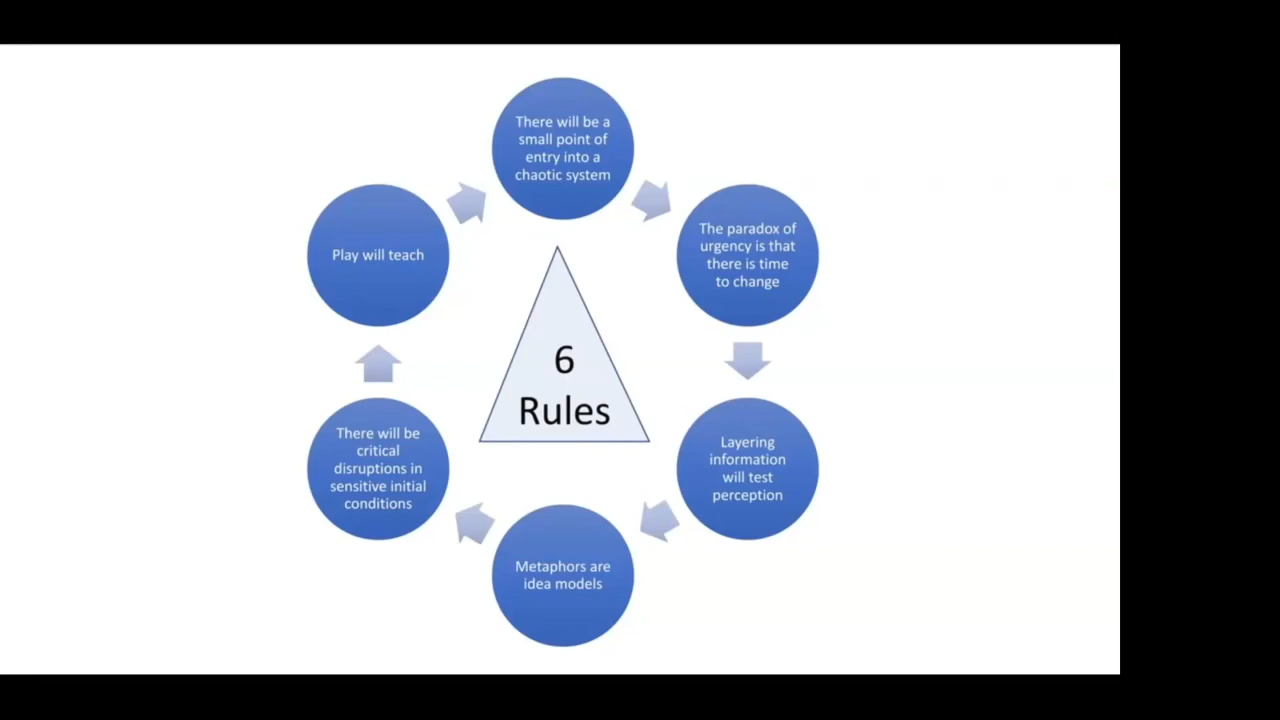 There will be a
small point of
entry into a
chaotic system
The paradox of
urgency is that
there is time
to change
Layering
information
will test
perception
Metaphors are
idea models
There will be
critical
disruptions in
sensitive initial
conditions
Play will teach
6
Rules